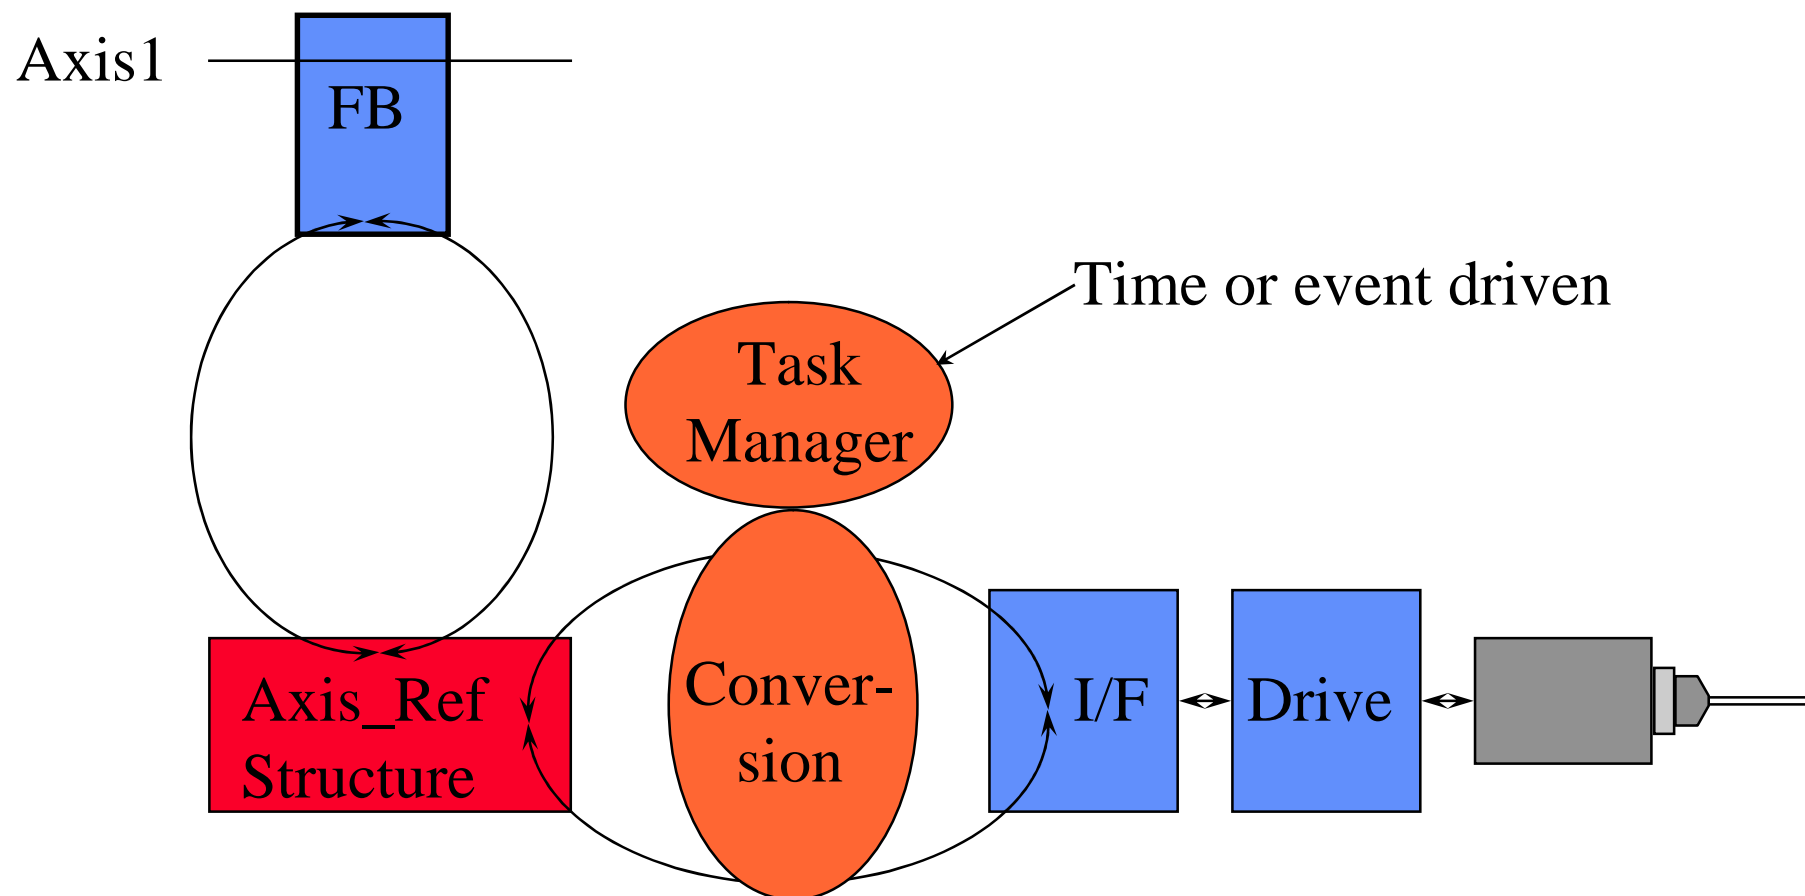 Axis1
FB
Time or event driven
Task
Manager
Conver-
sion
Axis_Ref
Structure
I/F
Drive